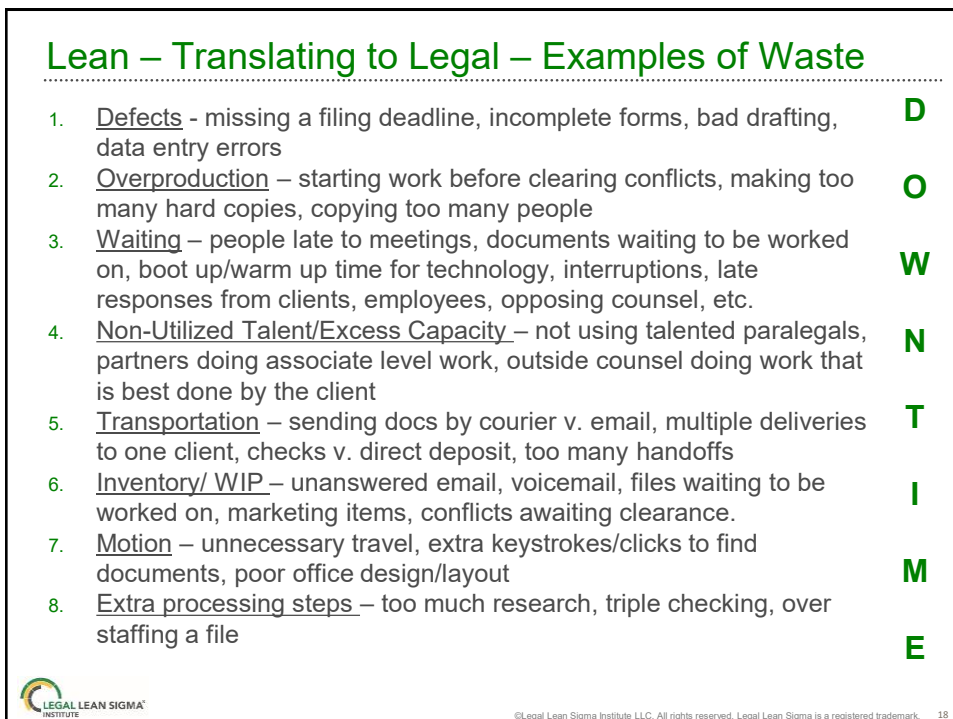 Lean – Translating to Legal – Examples of Waste
1. Defects - missing a filing deadline, incomplete forms, bad drafting,
data entry errors
2. Overproduction – starting work before clearing conflicts, making too
many hard copies, copying too many people
3. Waiting – people late to meetings, documents waiting to be worked
on, boot up/warm up time for technology, interruptions, late
responses from clients, employees, opposing counsel, etc.
4. Non-Utilized Talent/Excess Capacity – not using talented paralegals,
partners doing associate level work, outside counsel doing work that
is best done by the client
5. Transportation – sending docs by courier v. email, multiple deliveries
to one client, checks v. direct deposit, too many handoffs
6. Inventory/ WIP – unanswered email, voicemail, files waiting to be
worked on, marketing items, conflicts awaiting clearance.
7. Motion – unnecessary travel, extra keystrokes/clicks to find
documents, poor office design/layout
8. Extra processing steps – too much research, triple checking, over
staffing a file
D
O
W
N
T
I
M
E
LEGAL LEAN SIGMA
INSTITUTE
©Legal Lean Sigma Institute LLC. All rights reserved. Legal Lean Sigma is a registered trademark. 18